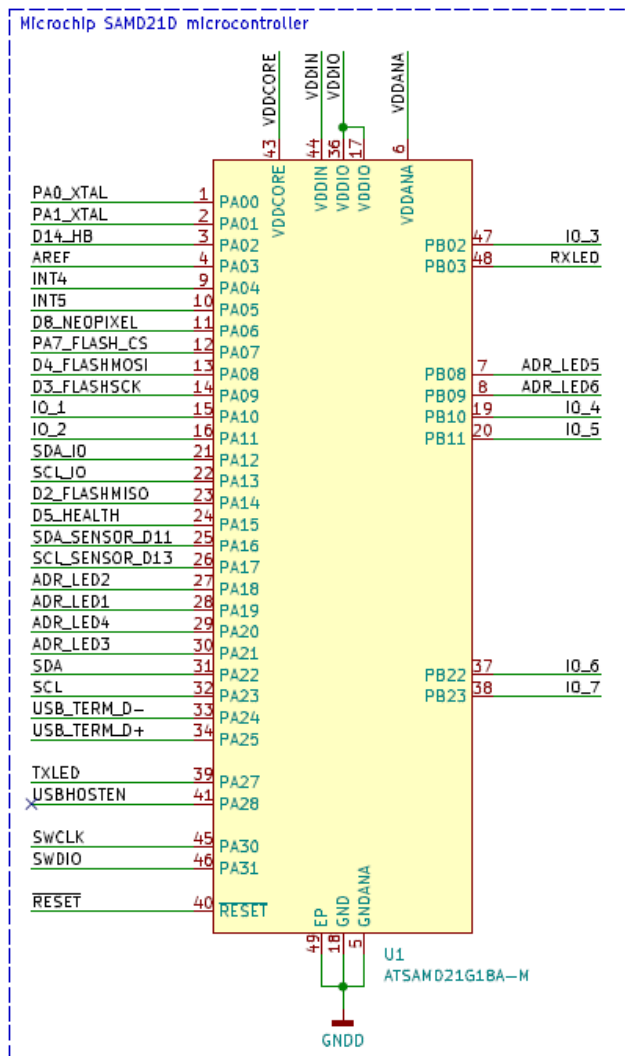 Microchip SAMD21D microcontroller
VDDCORE VDDIN VDDIO VDDANA
43 44 36 17 6
VDDCORE VDDIN VDDIO VDDIO VDDANA
PA0_XTAL 1 PA00
PA1_XTAL 2 PA01
D14_HB 3 PA02 PB02 47 IO_3
AREF 4 PA03 PB03 48 RXLED
INT4 9 PA04
INT5 10 PA05
D8_NEOPIXEL 11 PA06
PA7_FLASH_CS 12 PA07
D4_FLASHMOSI 13 PA08 PB08 7 ADR_LED5
D3_FLASHSCK 14 PA09 PB09 8 ADR_LED6
IO_1 15 PA10 PB10 19 IO_4
IO_2 16 PA11 PB11 20 IO_5
SDA_IO 21 PA12
SCL_IO 22 PA13
D2_FLASHMISO 23 PA14
D5_HEALTH 24 PA15
SDA_SENSOR_D11 25 PA16
SCL_SENSOR_D13 26 PA17
ADR_LED2 27 PA18
ADR_LED1 28 PA19
ADR_LED4 29 PA20
ADR_LED3 30 PA21
SDA 31 PA22 PB22 37 IO_6
SCL 32 PA23 PB23 38 IO_7
USB_TERM_D- 33 PA24
USB_TERM_D+ 34 PA25
TXLED 39 PA27
USBHOSTEN 41 PA28
SWCLK 45 PA30
SWDIO 46 PA31
RESET 40 RESET
EP GND GNDANA
49 18 5
U1
ATSAMD21G18A-M
GNDD